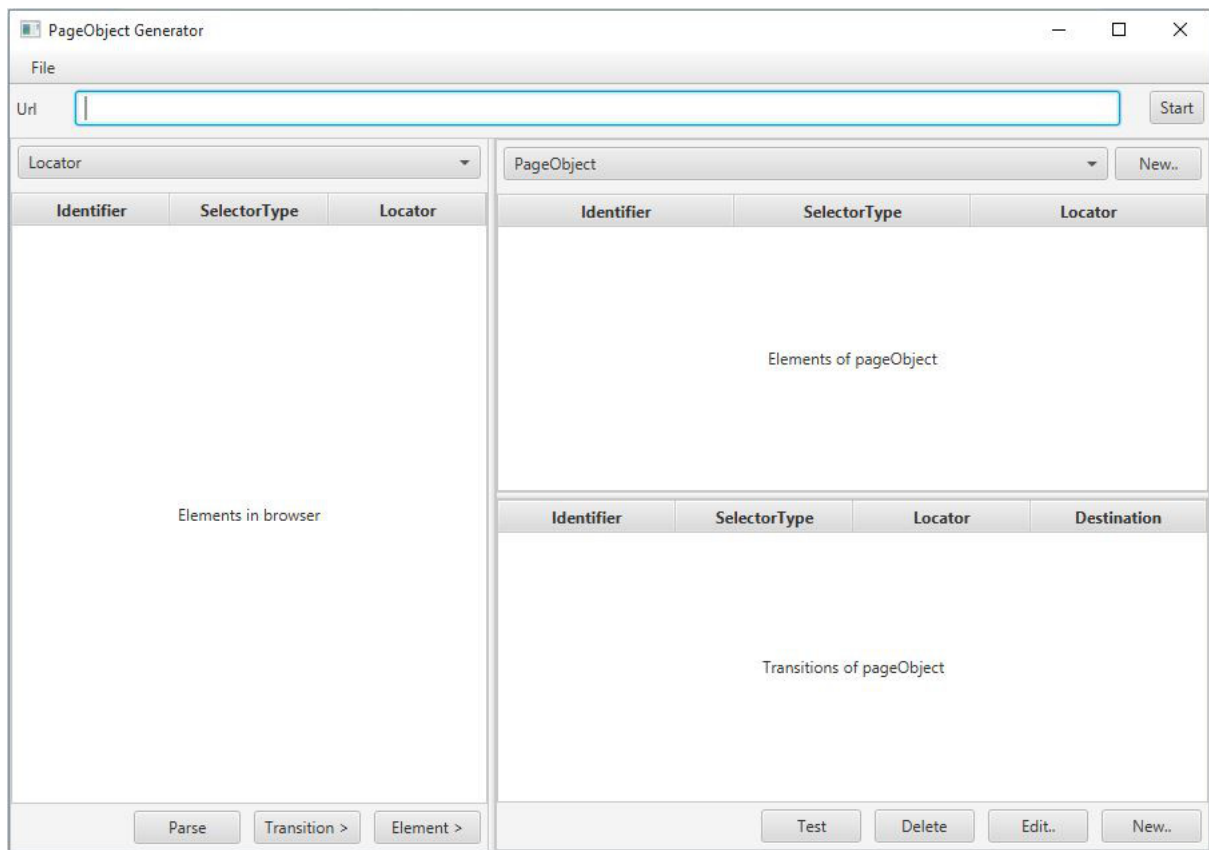 PageObject Generator
File
Url
Start
Locator
PageObject
New..
Identifier SelectorType Locator
Identifier SelectorType Locator
Elements of pageObject
Elements in browser
Identifier SelectorType Locator Destination
Transitions of pageObject
Parse Transition > Element >
Test Delete Edit.. New..